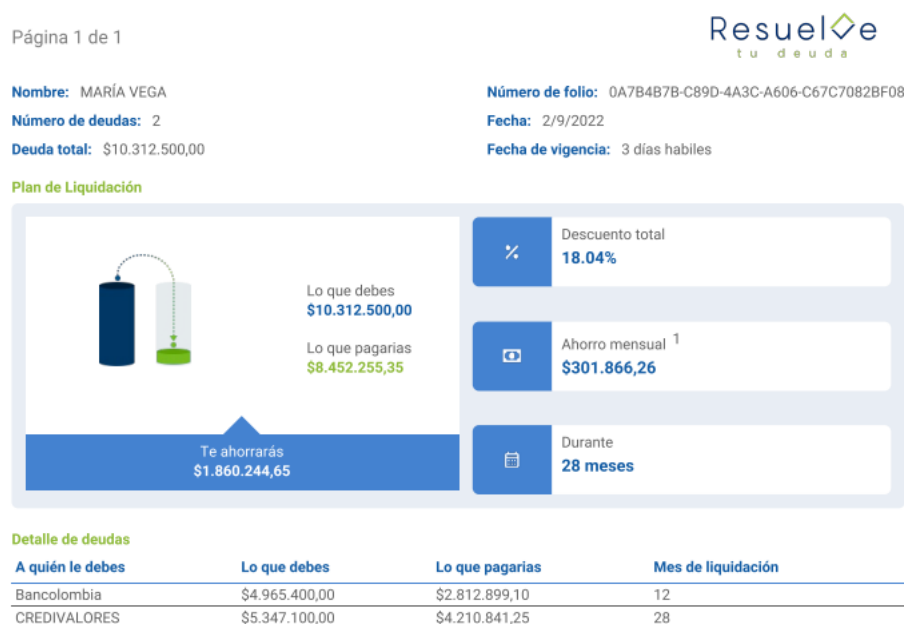 Página 1 de 1
Resuelve
tu deuda
Nombre: MARÍA VEGA
Número de deudas: 2
Deuda total: $10.312.500,00
Número de folio: 0A7B4B7B-C89D-4A3C-A606-C67C7082BF08
Fecha: 2/9/2022
Fecha de vigencia: 3 días habiles
Plan de Liquidación
Lo que debes
$10.312.500,00
Lo que pagarias
$8.452.255,35
Te ahorrarás
$1.860.244,65
Descuento total
18.04%
Ahorro mensual 1
$301.866,26
Durante
28 meses
Detalle de deudas
A quién le debes Lo que debes Lo que pagarias Mes de liquidación
Bancolombia $4.965.400,00 $2.812.899,10 12
CREDIVALORES $5.347.100,00 $4.210.841,25 28